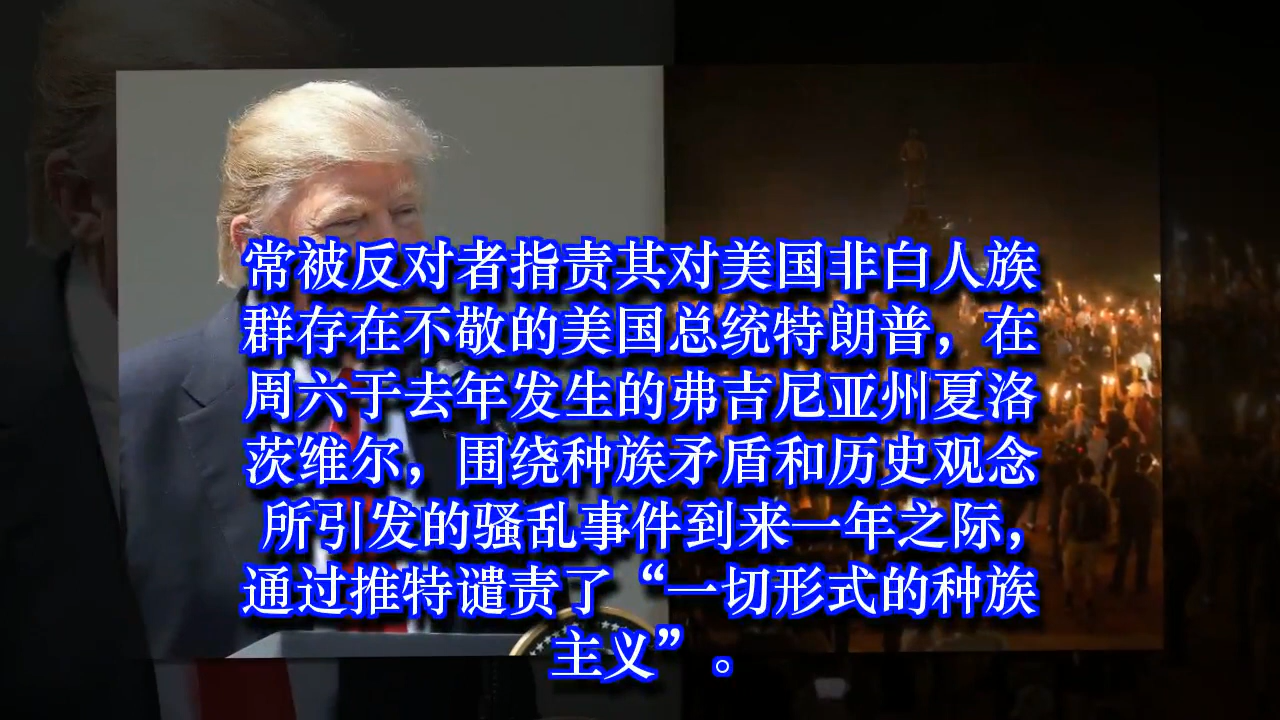 常被反对者指责其对美国非白人族
群存在不敬的美国总统特朗普，在
周六于去年发生的弗吉尼亚州夏洛
茨维尔，围绕种族矛盾和历史观念
所引发的骚乱事件到来一年之际，
通过推特谴责了“一切形式的种族
主义”。